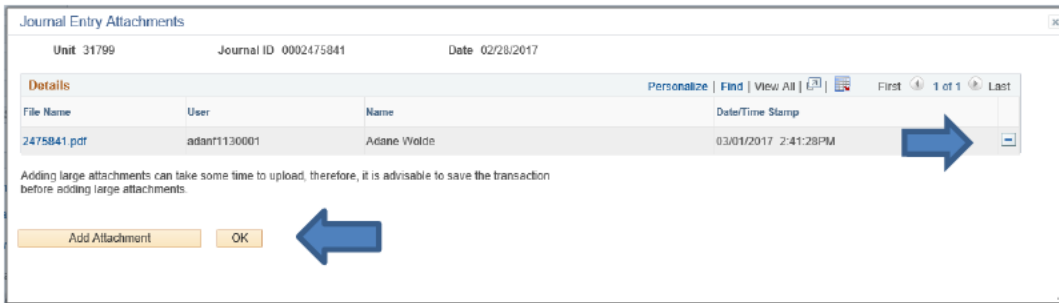 Journal Entry Attachments
Unit 31799 Journal ID 0002475841 Date 02/28/2017
Details Personalize | Find | View All | | First 1 of 1 Last
File Name User Name Date/Time Stamp
2475841.pdf adanf1130001 Adane Wolde 03/01/2017 2:41:28PM
Adding large attachments can take some time to upload, therefore, it is advisable to save the transaction
before adding large attachments.
Add Attachment OK